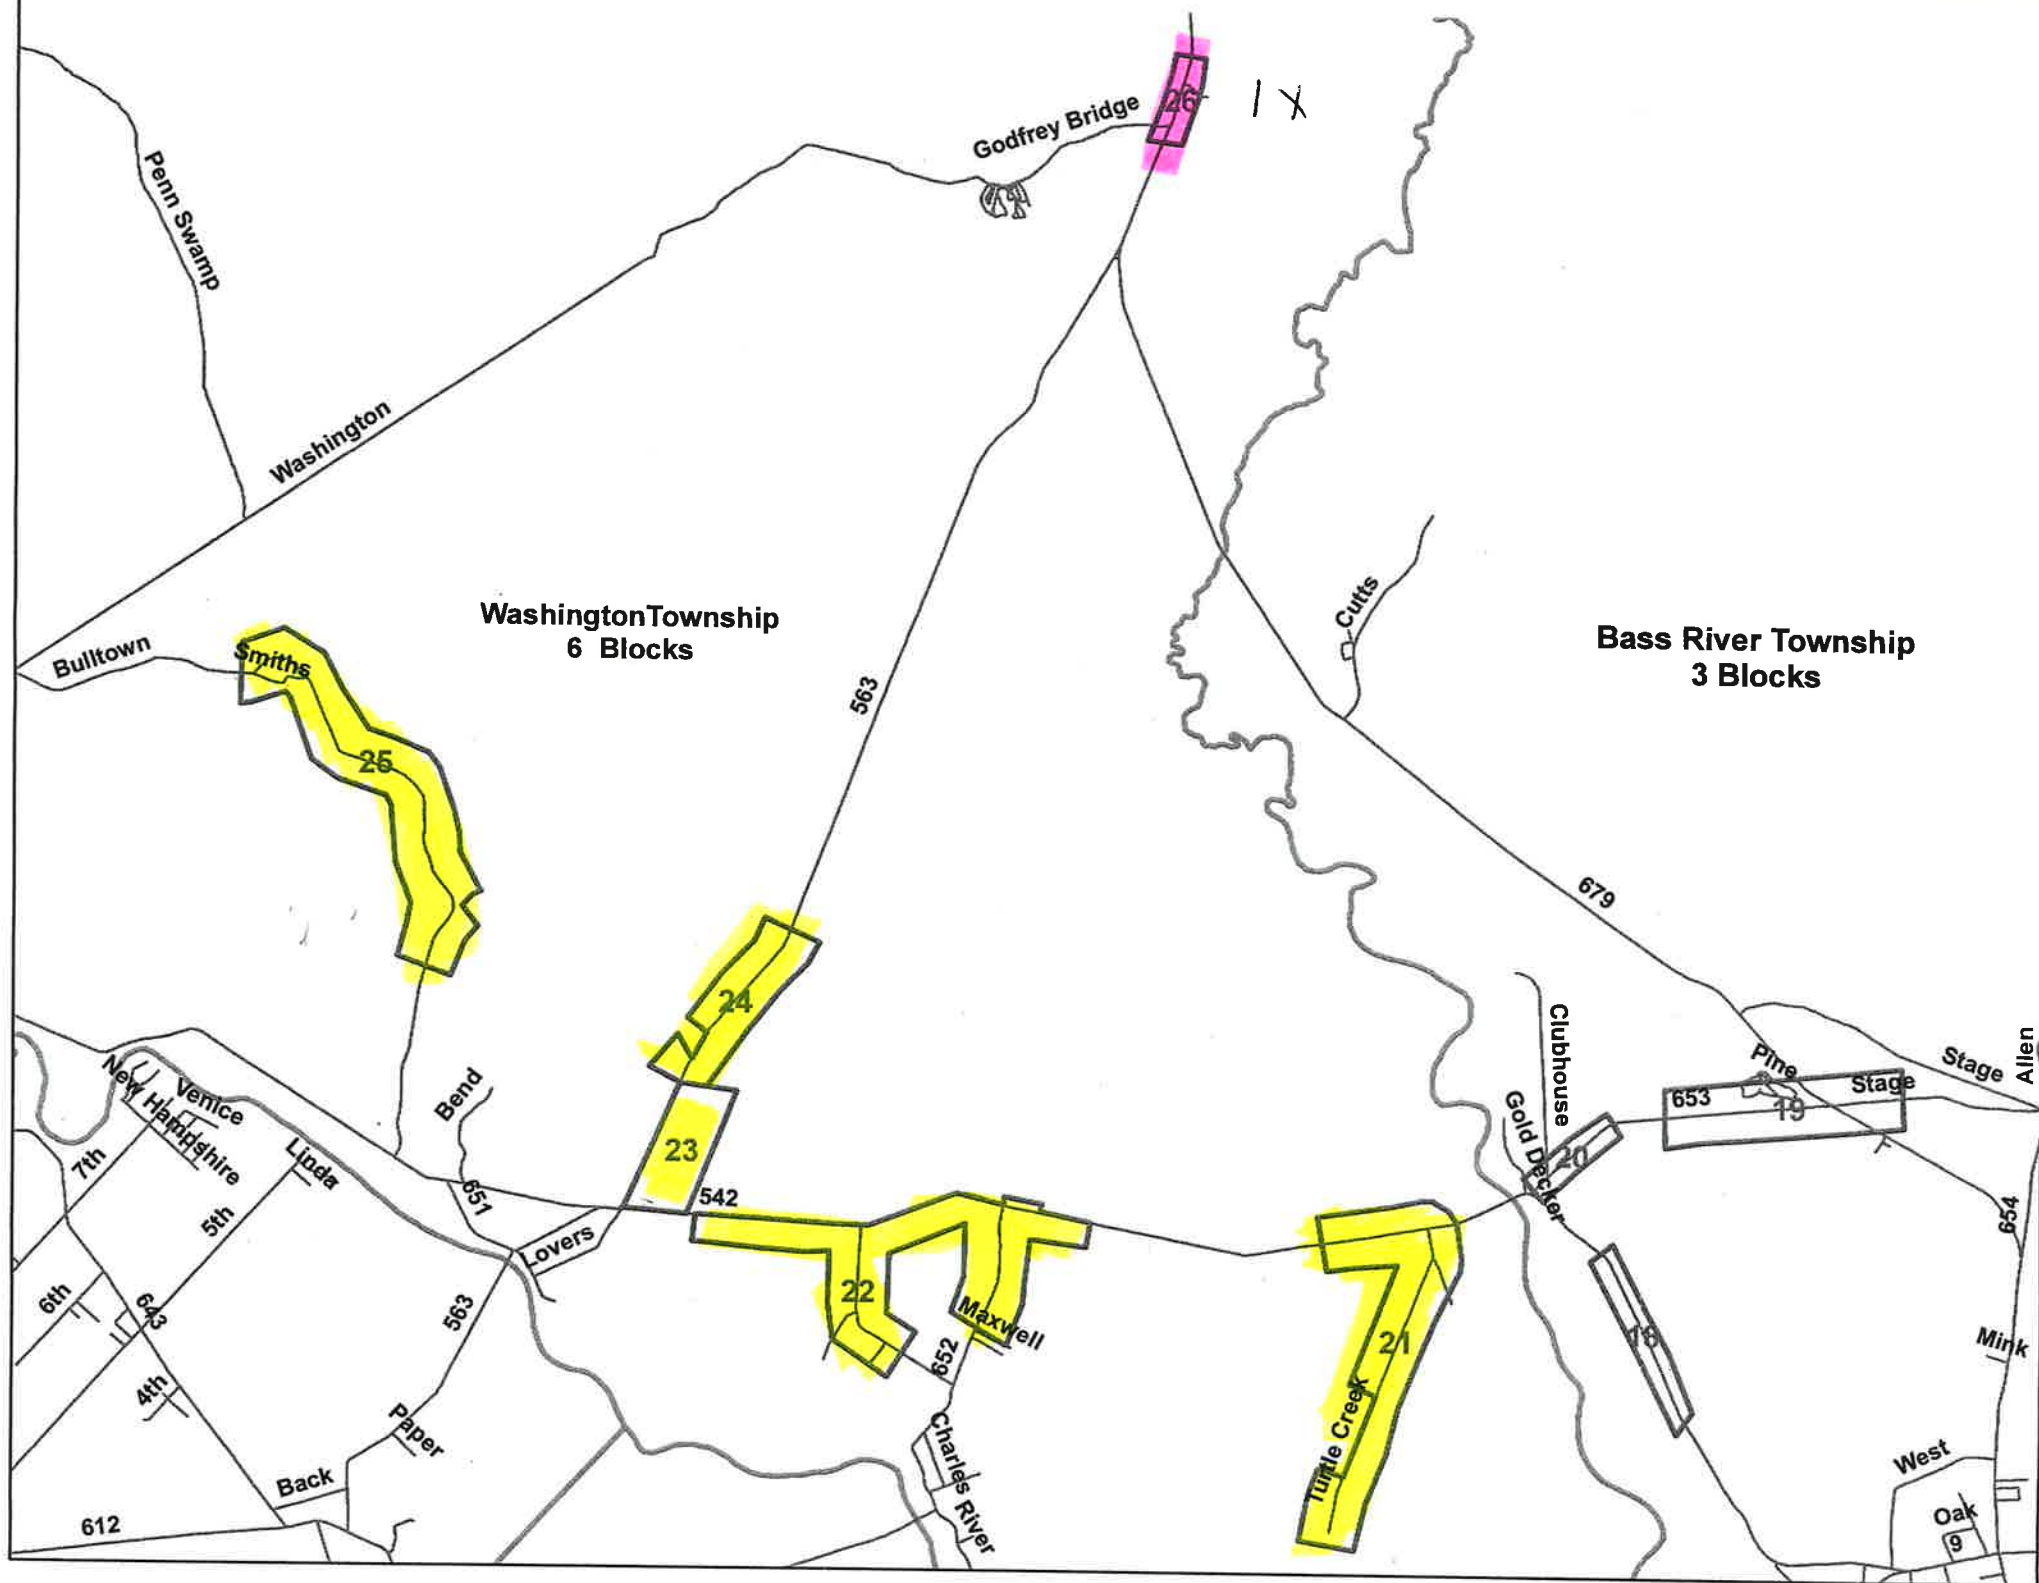 26
1 X
Godfrey Bridge
Penn Swamp
Washington
WashingtonTownship
6 Blocks
Cutts
Bass River Township
3 Blocks
Bulltown
Smiths
563
25
679
24
Clubhouse
Pine
Stage
Allen
653
Stage
19
Bend
New Hampshire
Venice
Gold Decker
20
23
Linda
7th
651
542
5th
Lovers
654
22
6th
643
563
Maxwell
652
21
18
Mink
4th
Paper
Turtle Creek
Charles River
Back
West
612
Oak
9